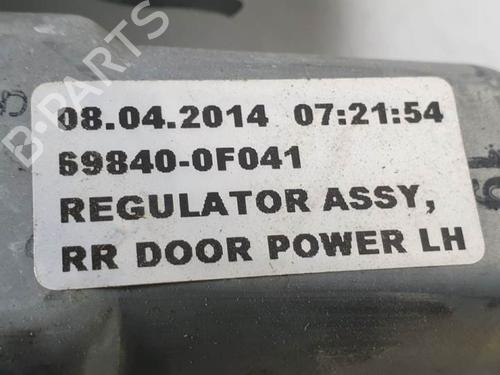 08.04.2014 07:21:54
69840-0F041
REGULATOR ASSY,
RR DOOR POWER LH
B-PARTS